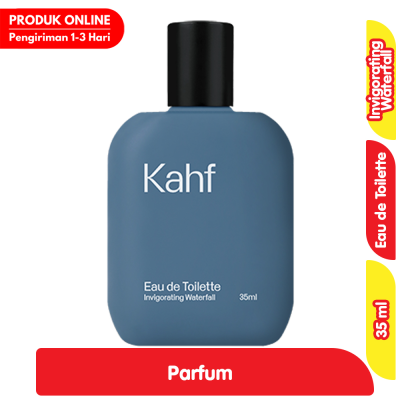 PRODUK ONLINE
Pengiriman 1-3 Hari
Kahf
Eau de Toilette
Invigorating Waterfall 35ml
Invigorating
Waterfall
Eau de Toilette
35 ml
Parfum